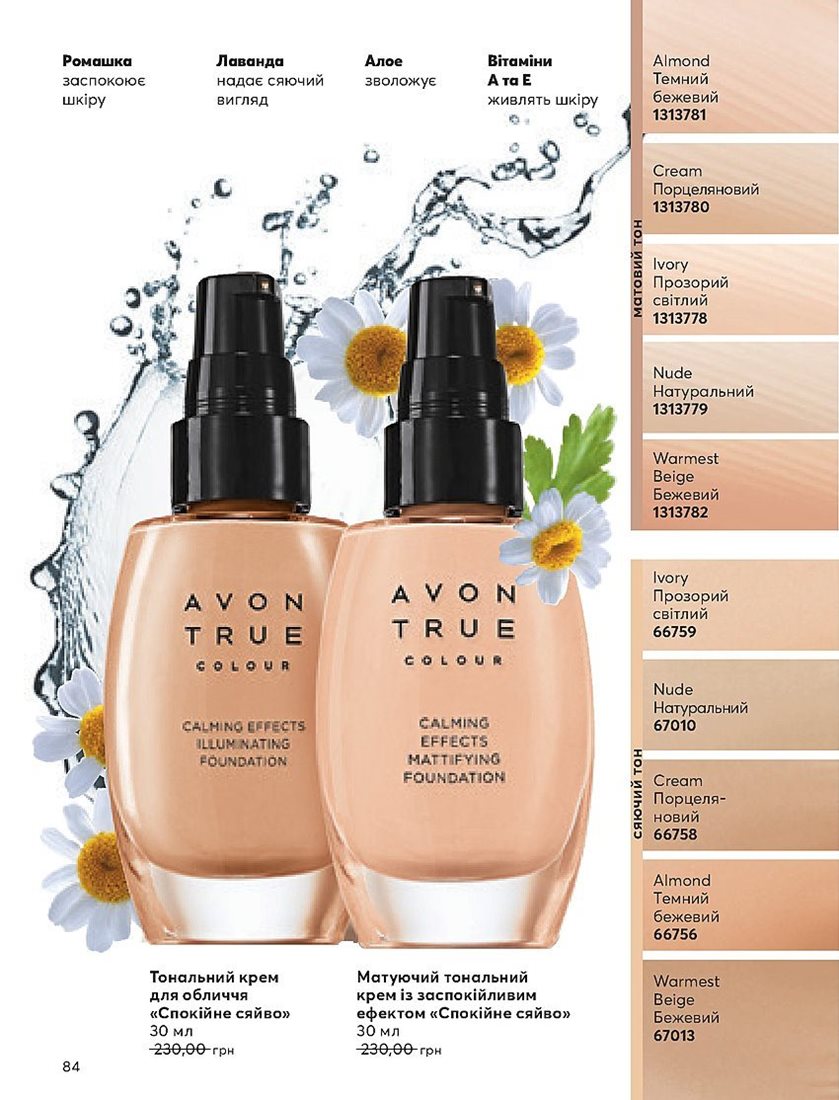 Ромашка
заспокоює
шкіру
Лаванда
надає сяючий
вигляд
Алое
зволожує
Вітаміни
А та Е
живлять шкіру
матовий тон
Almond
Темний
бежевий
1313781
Cream
Порцеляновий
1313780
Ivory
Прозорий
світлий
1313778
Nude
Натуральний
1313779
Warmest
Beige
Бежевий
1313782
сяючий тон
Ivory
Прозорий
світлий
66759
Nude
Натуральний
67010
Cream
Порцеля-
новий
66758
Almond
Темний
бежевий
66756
Warmest
Beige
Бежевий
67013
AVON
TRUE
COLOUR
CALMING EFFECTS
ILLUMINATING
FOUNDATION
AVON
TRUE
COLOUR
CALMING
EFFECTS
MATTIFYING
FOUNDATION
Тональний крем
для обличчя
«Спокійне сяйво»
30 мл
230,00 грн
Матуючий тональний
крем із заспокійливим
ефектом «Спокійне сяйво»
30 мл
230,00 грн
84